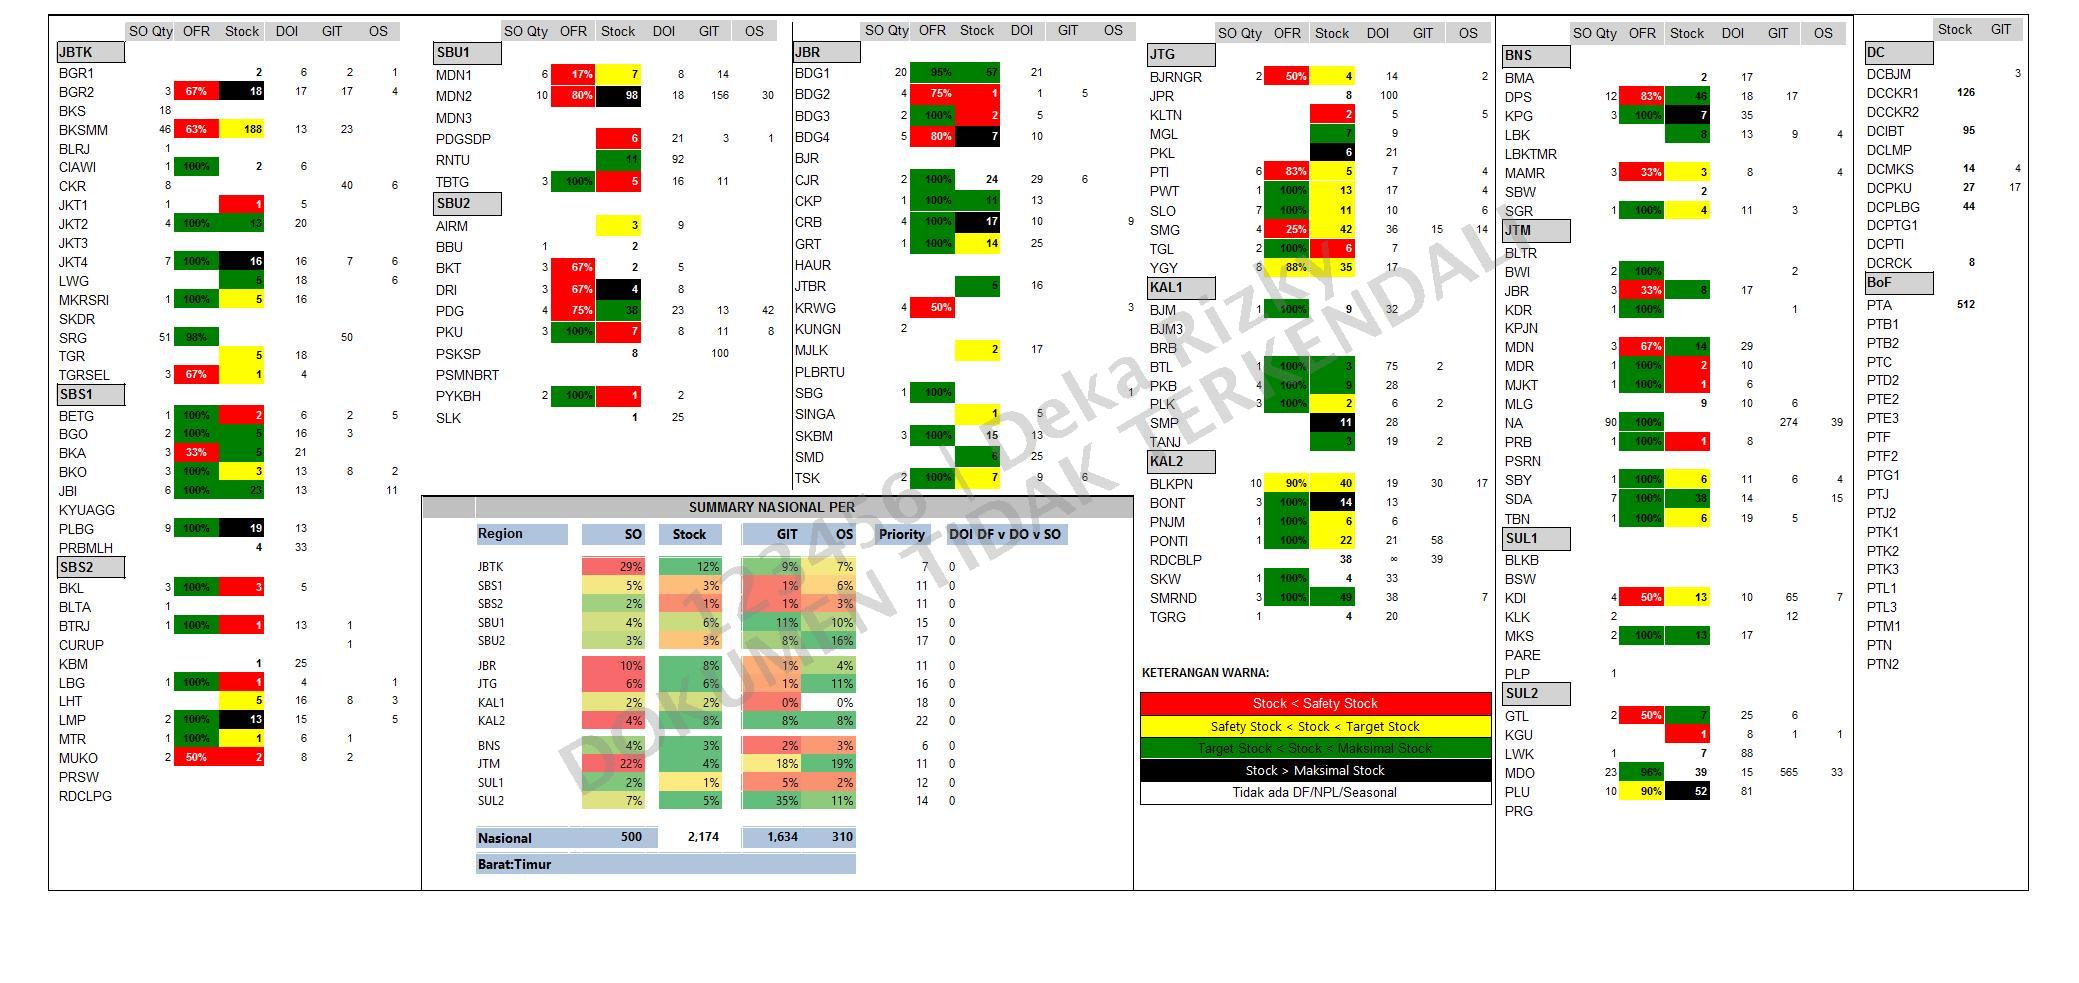 SO Qty OFR Stock DOI GIT OS
JBTK
BGR1 2 6 2 1
BGR2 3 67% 18 17 17 4
BKS 18
BKSMM 46 63% 188 13 23
BLRJ 1
CIAWI 1 100% 2 6
CKR 8 40 6
JKT1 1 1 5
JKT2 4 100% 13 20
JKT3
JKT4 7 100% 16 16 7 6
LWG 5 18 6
MKRSRI 1 100% 5 16
SKDR
SRG 51 98% 50
TGR 5 18
TGRSEL 3 67% 1 4
SBS1
BETG 1 100% 2 6 2 5
BGO 2 100% 5 16 3
BKA 3 33% 5 21
BKO 3 100% 3 13 8 2
JBI 6 100% 23 13 11
KYUAGG
PLBG 9 100% 19 13
PRBMLH 4 33
SBS2
BKL 3 100% 3 5
BLTA 1
BTRJ 1 100% 1 13 1
CURUP 1
KBM 1 25
LBG 1 100% 1 4 1
LHT 5 16 8 3
LMP 2 100% 13 15 5
MTR 1 100% 1 6 1
MUKO 2 50% 2 8 2
PRSW
RDCLPG
SO Qty OFR Stock DOI GIT OS
SBU1
MDN1 6 17% 7 8 14
MDN2 10 80% 98 18 156 30
MDN3
PDGSDP 6 21 3 1
RNTU 11 92
TBTG 3 100% 5 16 11
SBU2
AIRM 3 9
BBU 1 2
BKT 3 67% 2 5
DRI 3 67% 4 8
PDG 4 75% 38 23 13 42
PKU 3 100% 7 8 11 8
PSKSP 8 100
PSMNBRT
PYKBH 2 100% 1 2
SLK 1 25
SO Qty OFR Stock DOI GIT OS
JBR
BDG1 20 95% 57 21
BDG2 4 75% 1 1 5
BDG3 2 100% 2 5
BDG4 5 80% 7 10
BJR
CJR 2 100% 24 29 6
CKP 1 100% 11 13
CRB 4 100% 17 10 9
GRT 1 100% 14 25
HAUR
JTBR 5 16
KRWG 4 50% 3
KUNGN 2
MJLK 2 17
PLBRTU
SBG 1 100% 1
SINGA 1 5
SKBM 3 100% 15 13
SMD 6 25
TSK 2 100% 7 9 6
SUMMARY NASIONAL PER
Region SO Stock GIT OS Priority DOI DF v DO v SO
JBTK 29% 12% 9% 7% 7 0
SBS1 5% 3% 1% 6% 11 0
SBS2 2% 1% 1% 3% 11 0
SBU1 4% 6% 11% 10% 15 0
SBU2 3% 3% 8% 16% 17 0
JBR 10% 8% 1% 4% 11 0
JTG 6% 6% 1% 11% 16 0
KAL1 2% 2% 0% 0% 18 0
KAL2 4% 8% 8% 8% 22 0
BNS 4% 3% 2% 3% 6 0
JTM 22% 4% 18% 19% 11 0
SUL1 2% 1% 5% 2% 12 0
SUL2 7% 5% 35% 11% 14 0
Nasional 500 2,174 1,634 310
Barat:Timur
SO Qty OFR Stock DOI GIT OS
JTG
BJRNGR 2 50% 4 14 2
JPR 8 100
KLTN 2 5 5
MGL 7 9
PKL 6 21
PTI 6 83% 5 7 4
PWT 1 100% 13 17 4
SLO 7 100% 11 10 6
SMG 4 25% 42 36 15 14
TGL 2 100% 6 7
YGY 8 88% 35 17
KAL1
BJM 1 100% 9 32
BJM3
BRB
BTL 1 100% 3 75 2
PKB 4 100% 9 28
PLK 3 100% 2 6 2
SMP 11 28
TANJ 3 19 2
KAL2
BLKPN 10 90% 40 19 30 17
BONT 3 100% 14 13
PNJM 1 100% 6 6
PONTI 1 100% 22 21 58
RDCBLP 38 ∞ 39
SKW 1 100% 4 33
SMRND 3 100% 49 38 7
TGRG 1 4 20
KETERANGAN WARNA:
Stock < Safety Stock
Safety Stock < Stock < Target Stock
Target Stock < Stock < Maksimal Stock
Stock > Maksimal Stock
Tidak ada DF/NPL/Seasonal
SO Qty OFR Stock DOI GIT OS
BNS
BMA 2 17
DPS 12 83% 46 18 17
KPG 3 100% 7 35
LBK 8 13 9 4
LBKTMR
MAMR 3 33% 3 8 4
SBW 2
SGR 1 100% 4 11 3
JTM
BLTR
BWI 2 100% 2
JBR 3 33% 8 17
KDR 1 100% 1
KPJN
MDN 3 67% 14 29
MDR 1 100% 2 10
MJKT 1 100% 1 6
MLG 9 10 6
NA 90 100% 274 39
PRB 1 100% 1 8
PSRN
SBY 1 100% 6 11 6 4
SDA 7 100% 38 14 15
TBN 1 100% 6 19 5
SUL1
BLKB
BSW
KDI 4 50% 13 10 65 7
KLK 2 12
MKS 2 100% 13 17
PARE
PLP 1
SUL2
GTL 2 50% 7 25 6
KGU 1 8 1 1
LWK 1 7 88
MDO 23 96% 39 15 565 33
PLU 10 90% 52 81
PRG
Stock GIT
DC
DCBJM 3
DCCKR1 126
DCCKR2
DCIBT 95
DCLMP
DCMKS 14 4
DCPKU 27 17
DCPLBG 44
DCPTG1
DCPTI
DCRCK 8
BoF
PTA 512
PTB1
PTB2
PTC
PTD2
PTE2
PTE3
PTF
PTF2
PTG1
PTJ
PTJ2
PTK1
PTK2
PTK3
PTL1
PTL3
PTM1
PTN
PTN2
123456 | Deka Rizky
DOKUMEN TIDAK TERKENDALI